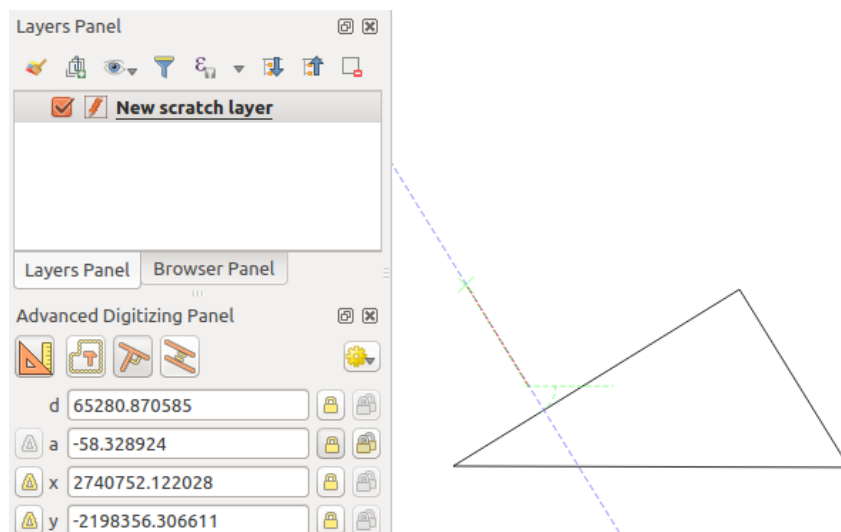 Layers Panel
New scratch layer
Layers Panel Browser Panel
Advanced Digitizing Panel
d 65280.870585
a -58.328924
x 2740752.122028
y -2198356.306611